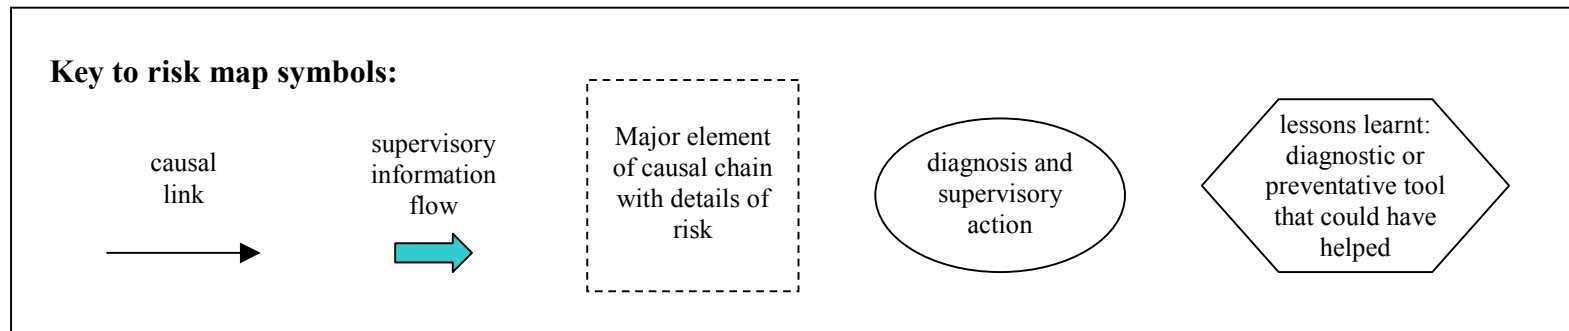 Key to risk map symbols:
causal
link
supervisory
information
flow
Major element
of causal chain
with details of
risk
diagnosis and
supervisory
action
lessons learnt:
diagnostic or
preventative tool
that could have
helped